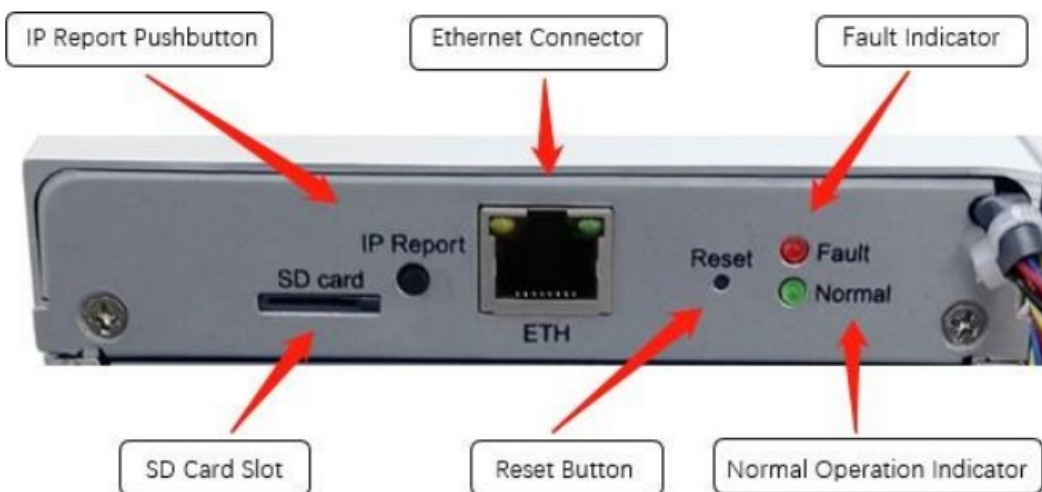 IP Report Pushbutton
Ethernet Connector
Fault Indicator
IP Report
SD card
ETH
Reset
Fault
Normal
SD Card Slot
Reset Button
Normal Operation Indicator